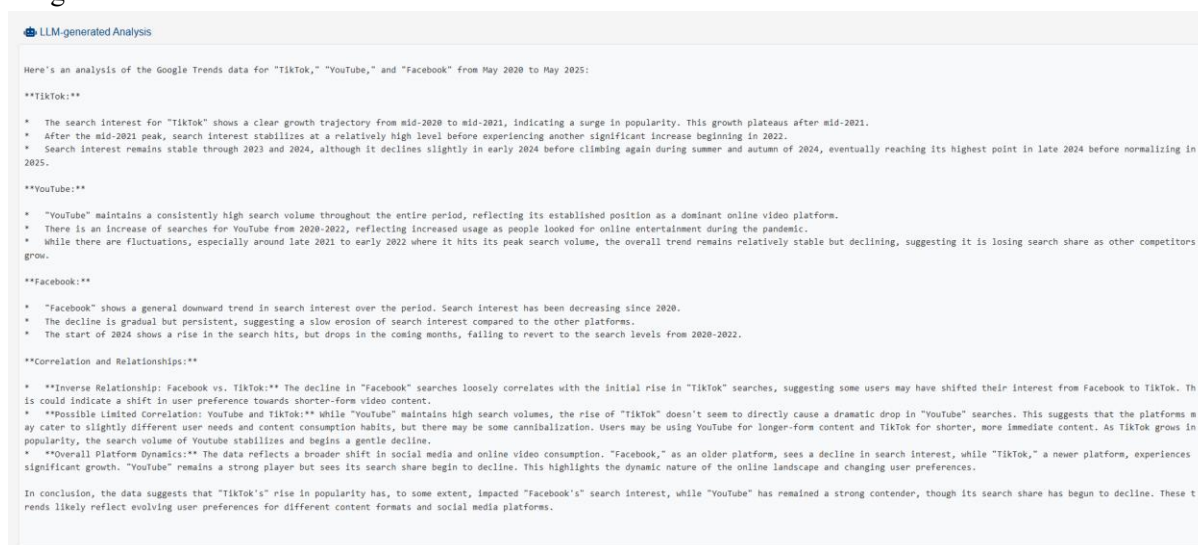 LLM-generated Analysis
Here's an analysis of the Google Trends data for "TikTok," "YouTube," and "Facebook" from May 2020 to May 2025:
**TikTok:**
* The search interest for "TikTok" shows a clear growth trajectory from mid-2020 to mid-2021, indicating a surge in popularity. This growth plateaus after mid-2021.
* After the mid-2021 peak, search interest stabilizes at a relatively high level before experiencing another significant increase beginning in 2022.
* Search interest remains stable through 2023 and 2024, although it declines slightly in early 2024 before climbing again during summer and autumn of 2024, eventually reaching its highest point in late 2024 before normalizing in
2025.
**YouTube:**
* "YouTube" maintains a consistently high search volume throughout the entire period, reflecting its established position as a dominant online video platform.
* There is an increase of searches for YouTube from 2020-2022, reflecting increased usage as people looked for online entertainment during the pandemic.
* While there are fluctuations, especially around late 2021 to early 2022 where it hits its peak search volume, the overall trend remains relatively stable but declining, suggesting it is losing search share as other competitors
grow.
**Facebook:**
* "Facebook" shows a general downward trend in search interest over the period. Search interest has been decreasing since 2020.
* The decline is gradual but persistent, suggesting a slow erosion of search interest compared to the other platforms.
* The start of 2024 shows a rise in the search hits, but drops in the coming months, failing to revert to the search levels from 2020-2022.
**Correlation and Relationships:**
* **Inverse Relationship: Facebook vs. TikTok:** The decline in "Facebook" searches loosely correlates with the initial rise in "TikTok" searches, suggesting some users may have shifted their interest from Facebook to TikTok. Th
is could indicate a shift in user preference towards shorter-form video content.
* **Possible Limited Correlation: YouTube and TikTok:** While "YouTube" maintains high search volumes, the rise of "TikTok" doesn't seem to directly cause a dramatic drop in "YouTube" searches. This suggests that the platforms m
ay cater to slightly different user needs and content consumption habits, but there may be some cannibalization. Users may be using YouTube for longer-form content and TikTok for shorter, more immediate content. As TikTok grows in
popularity, the search volume of Youtube stabilizes and begins a gentle decline.
* **Overall Platform Dynamics:** The data reflects a broader shift in social media and online video consumption. "Facebook," as an older platform, sees a decline in search interest, while "TikTok," a newer platform, experiences
significant growth. "YouTube" remains a strong player but sees its search share begin to decline. This highlights the dynamic nature of the online landscape and changing user preferences.
In conclusion, the data suggests that "TikTok's" rise in popularity has, to some extent, impacted "Facebook's" search interest, while "YouTube" has remained a strong contender, though its search share has begun to decline. These t
rends likely reflect evolving user preferences for different content formats and social media platforms.